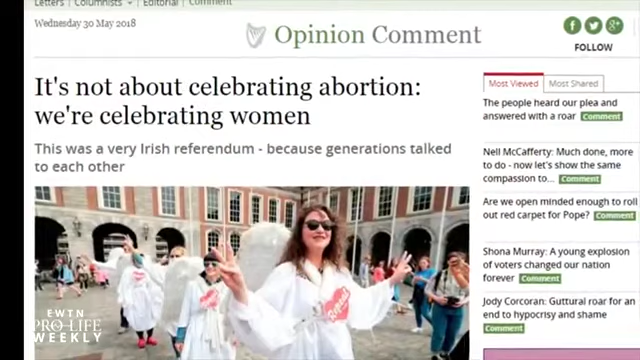 Letters Columnists Editorial Comment
Wednesday 30 May 2018
Opinion Comment
FOLLOW
It's not about celebrating abortion:
we're celebrating women
This was a very Irish referendum - because generations talked
to each other
Most Viewed Most Shared
The people heard our plea and
answered with a roar Comment
Nell McCafferty: Much done, more
to do - now let's show the same
compassion to... Comment
Are we open minded enough to roll
out red carpet for Pope? Comment
Shona Murray: A young explosion
of voters changed our nation
forever Comment
Jody Corcoran: Guttural roar for an
end to hypocrisy and shame
Comment
Repeal
EWTN
PRO-LIFE
WEEKLY